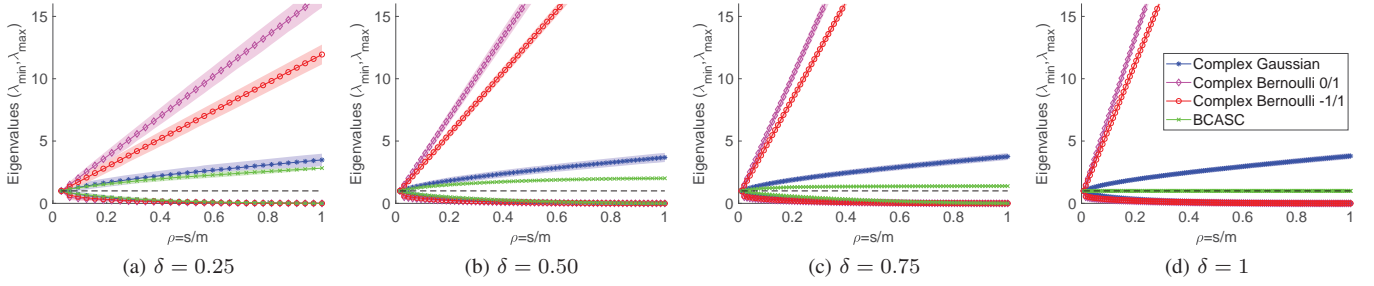 Eigenvalues (λmin,λmax)
15
10
5
0
0.2 0.4 0.6 0.8 1
ρ=s/m
(a) δ = 0.25
Eigenvalues (λmin,λmax)
15
10
5
0
0 0.2 0.4 0.6 0.8 1
ρ=s/m
(b) δ = 0.50
Eigenvalues (λmin,λmax)
15
10
5
0
0 0.2 0.4 0.6 0.8 1
ρ=s/m
(c) δ = 0.75
Eigenvalues (λmin,λmax)
15
10
5
0
0 0.2 0.4 0.6 0.8 1
ρ=s/m
Complex Gaussian
Complex Bernoulli 0/1
Complex Bernoulli -1/1
BCASC
(d) δ = 1